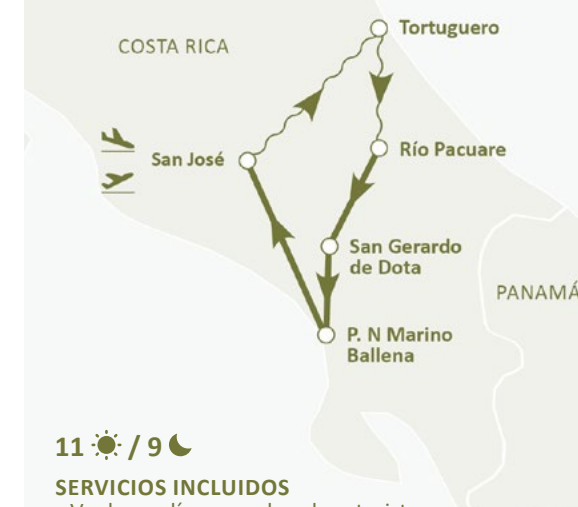 COSTA RICA
Tortuguero
San José
Río Pacuare
San Gerardo
de Dota
PANAMÁ
P. N Marino
Ballena
11 / 9
SERVICIOS INCLUIDOS